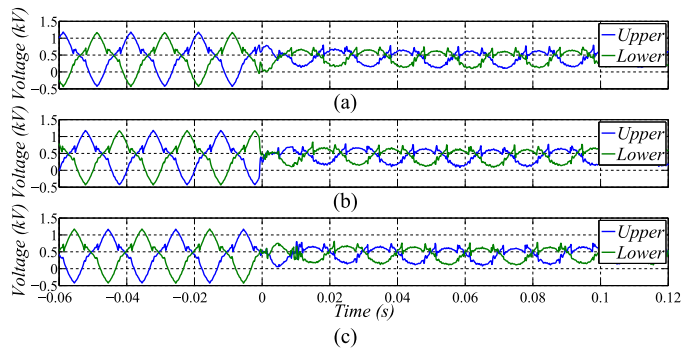 1.5
1
0.5
0
−0.5
Voltage (kV)
Upper
Lower
(a)
1.5
1
0.5
0
−0.5
Voltage (kV)
Upper
Lower
(b)
1.5
1
0.5
0
−0.5
Voltage (kV)
Upper
Lower
−0.06 −0.04 −0.02 0 0.02 0.04 0.06 0.08 0.1 0.12
Time (s)
(c)